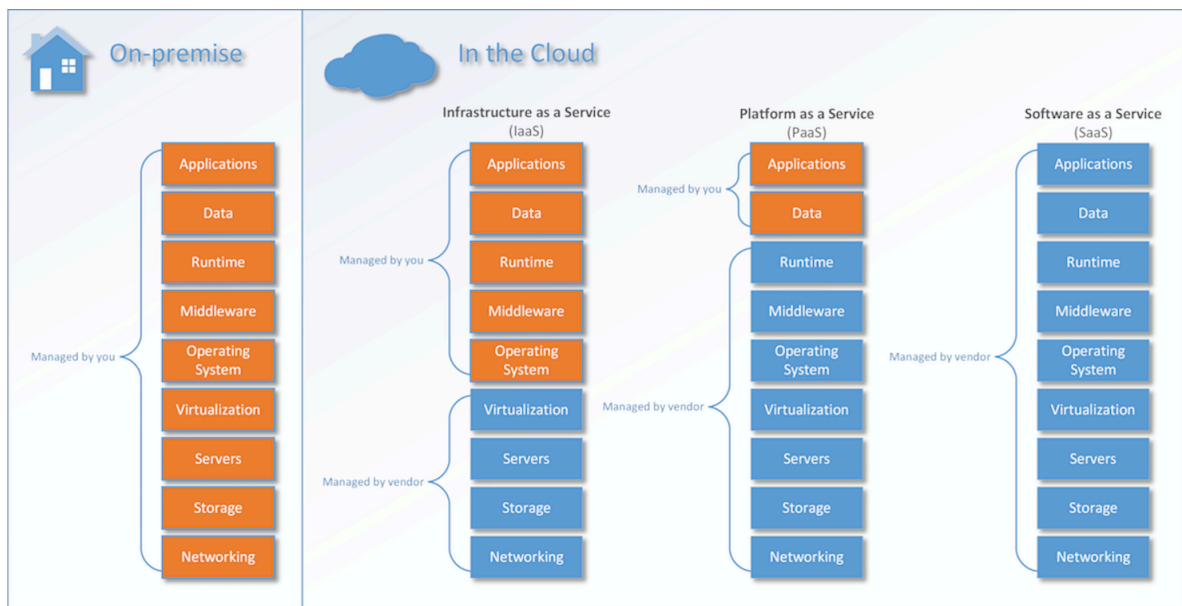 On-premise
Managed by you
Applications
Data
Runtime
Middleware
Operating
System
Virtualization
Servers
Storage
Networking
In the Cloud
Infrastructure as a Service
(IaaS)
Managed by you
Applications
Data
Runtime
Middleware
Operating
System
Managed by vendor
Virtualization
Servers
Storage
Networking
Platform as a Service
(PaaS)
Managed by you
Applications
Data
Managed by vendor
Runtime
Middleware
Operating
System
Virtualization
Servers
Storage
Networking
Software as a Service
(SaaS)
Managed by vendor
Applications
Data
Runtime
Middleware
Operating
System
Virtualization
Servers
Storage
Networking